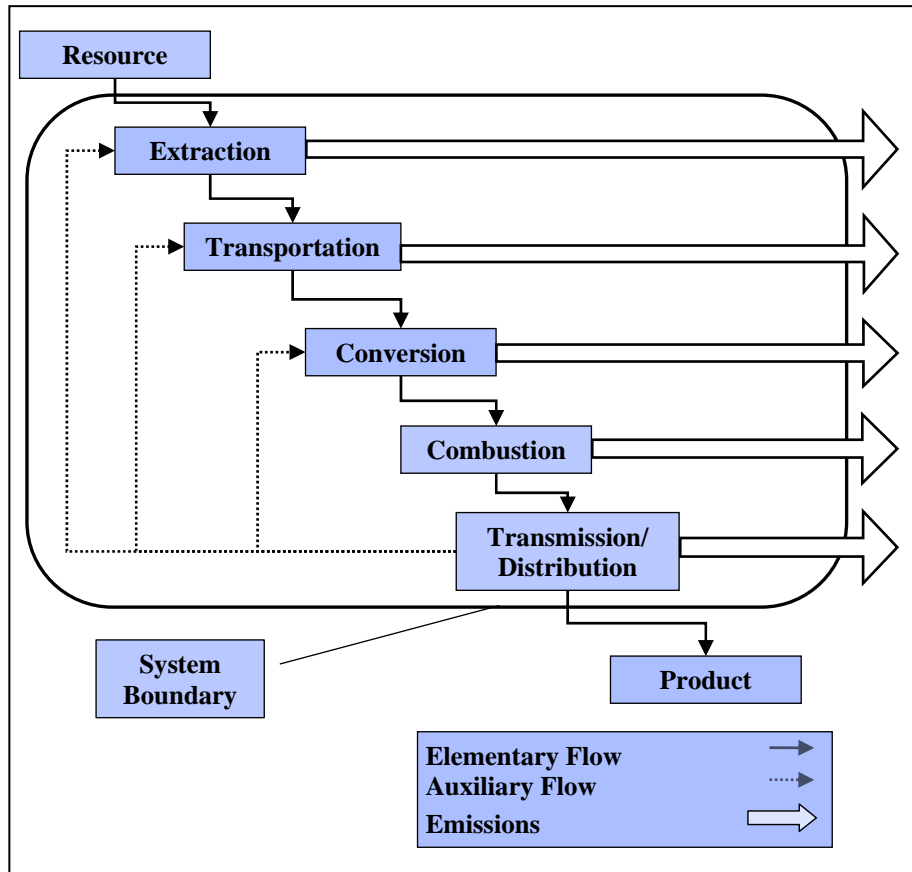 Resource
Extraction
Transportation
Conversion
Combustion
Transmission/
Distribution
System
Boundary
Product
Elementary Flow
Auxiliary Flow
Emissions